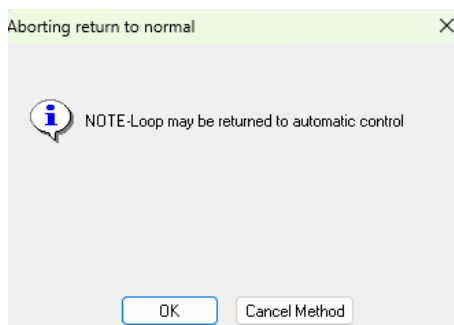 Aborting return to normal
NOTE-Loop may be returned to automatic control
OK
Cancel Method